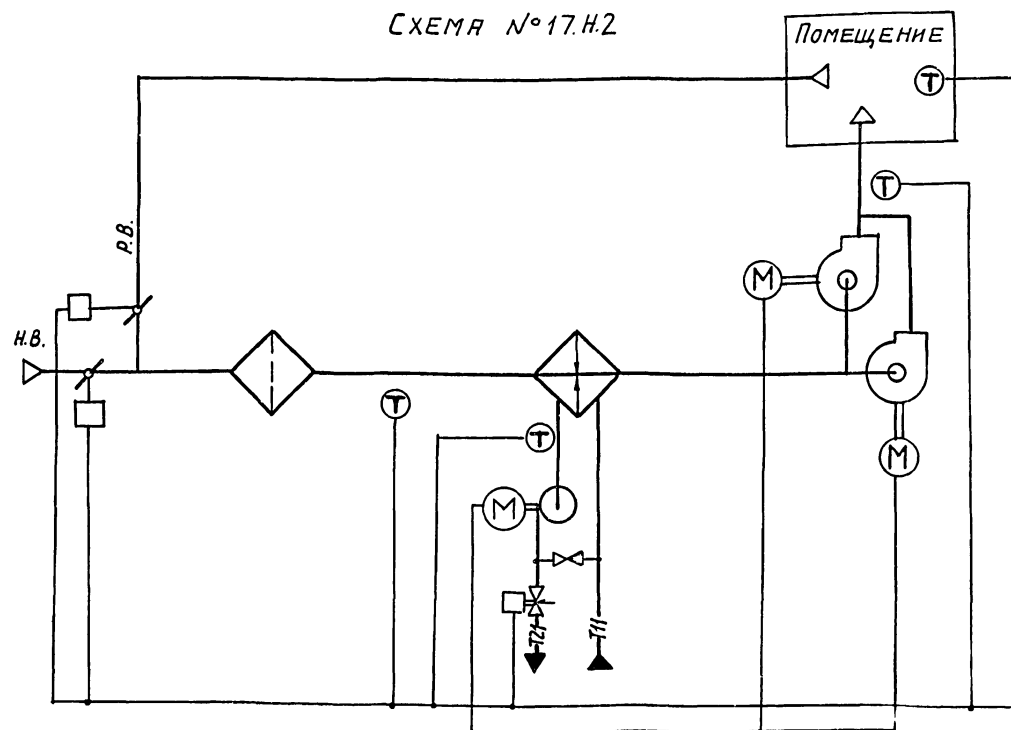 СХЕМА №17.Н.2
ПОМЕЩЕНИЕ
Т
Т
Р.В.
М
Н.В.
Т
Т
М
М
Т21
Т11